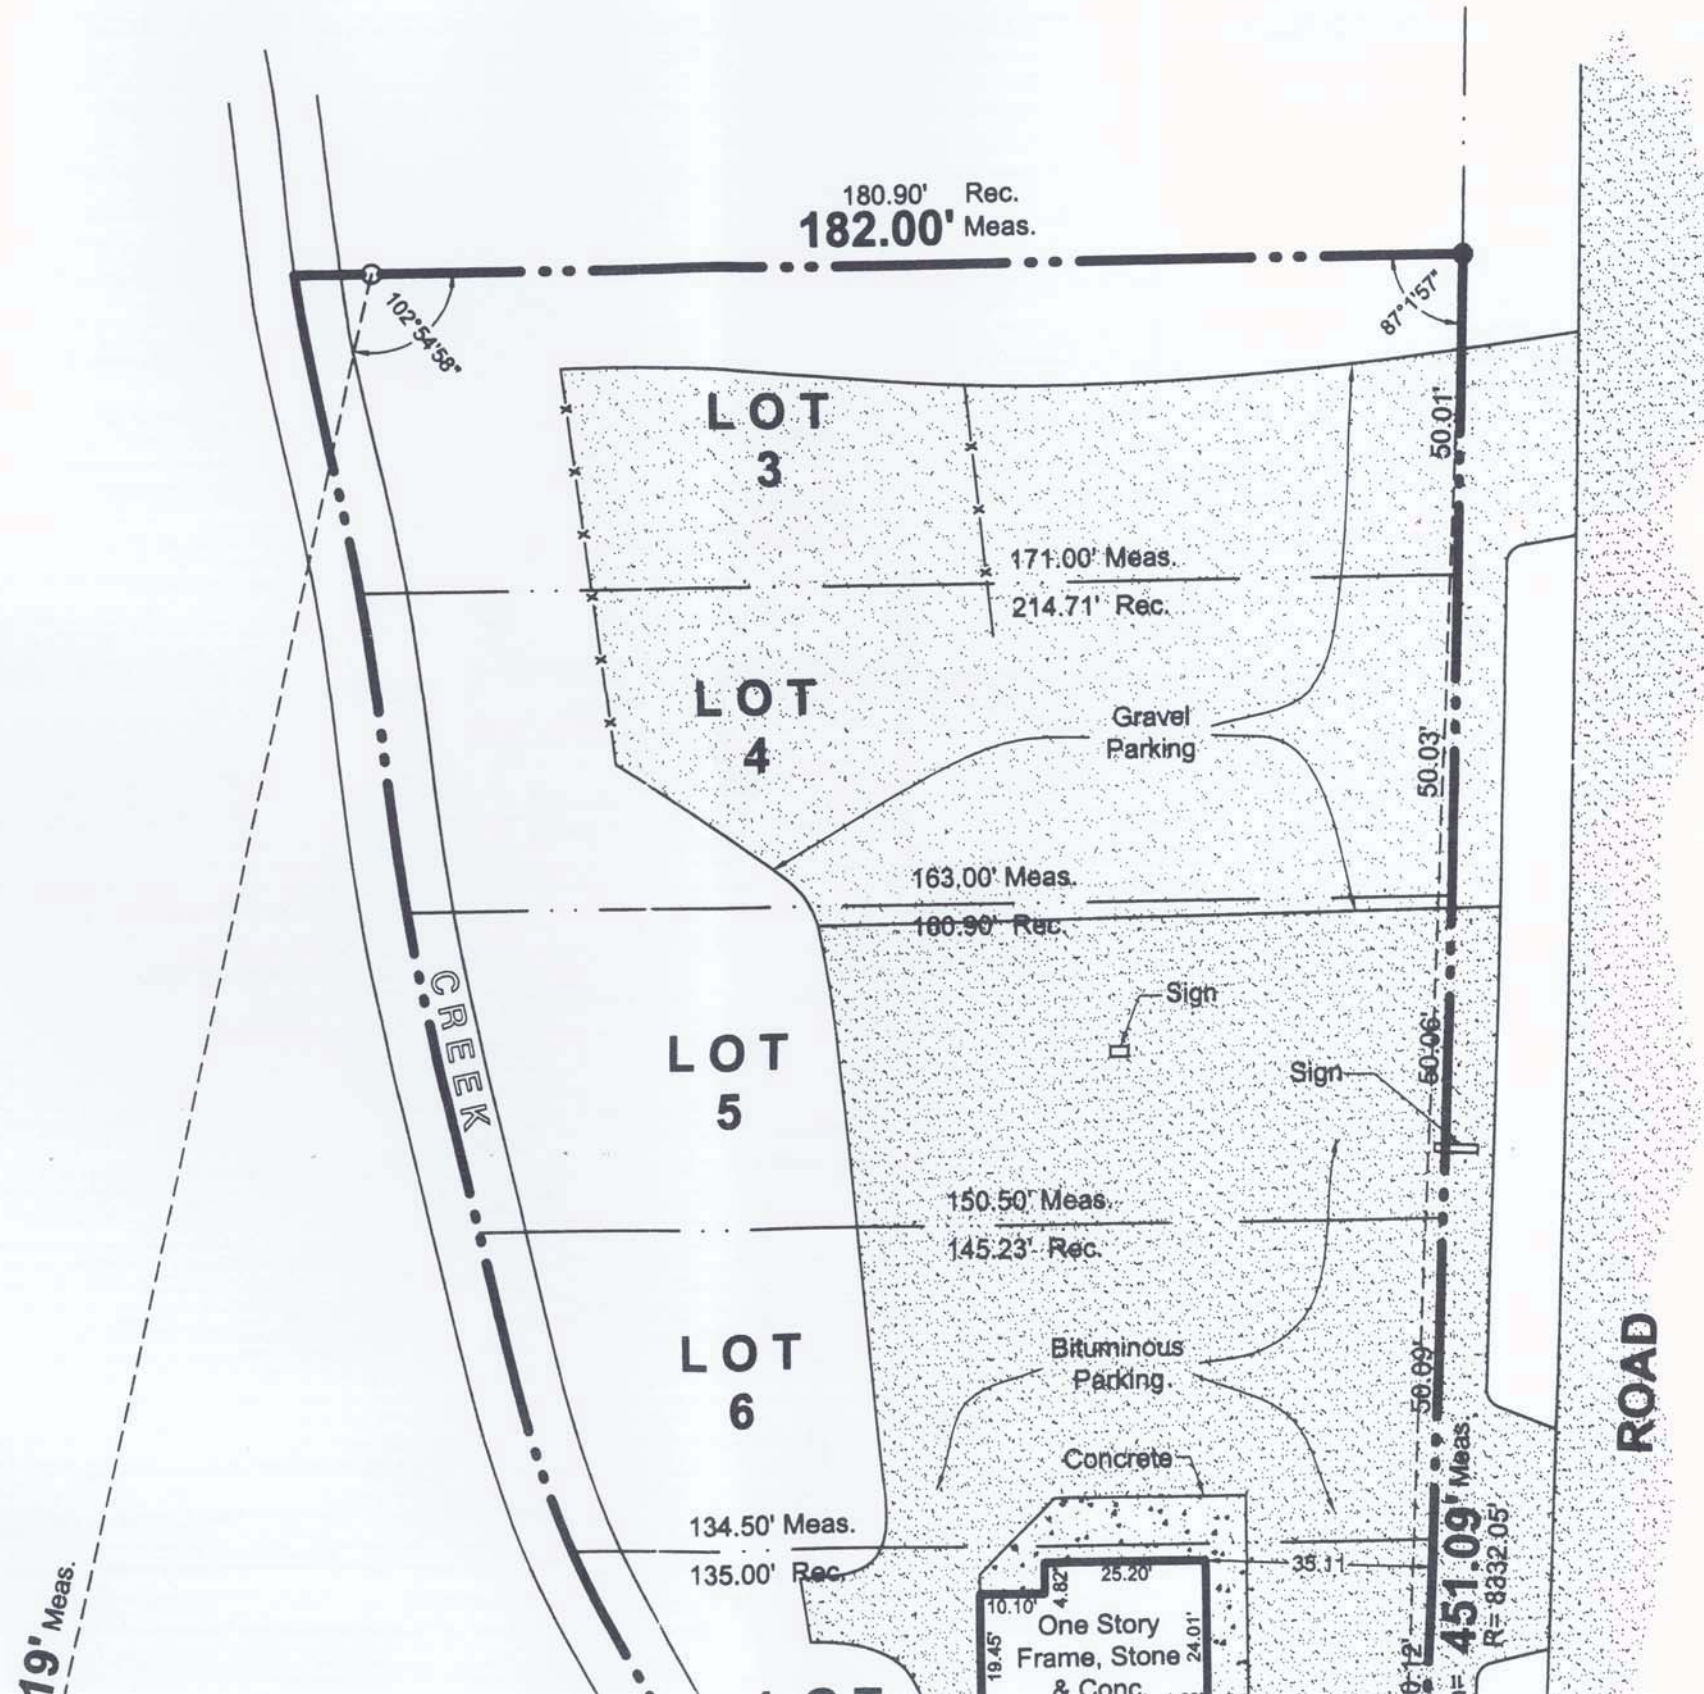 180.90' Rec.
182.00' Meas.
102°54'58"
87°1'57"
LOT
3
50.01'
171.00' Meas.
214.71' Rec.
LOT
4
Gravel
Parking
50.03'
163.00' Meas.
180.90' Rec.
CREEK
Sign
LOT
5
Sign
50.06'
150.50' Meas.
145.23' Rec.
LOT
6
Bituminous
Parking
50.09'
ROAD
Concrete
134.50' Meas.
135.00' Rec.
25.20'
35.11
10.10'
4.82'
One Story
Frame, Stone
& Conc.
19.45'
24.01'
451.09' Meas.
R= 8832.05'
19' Meas.
LOT